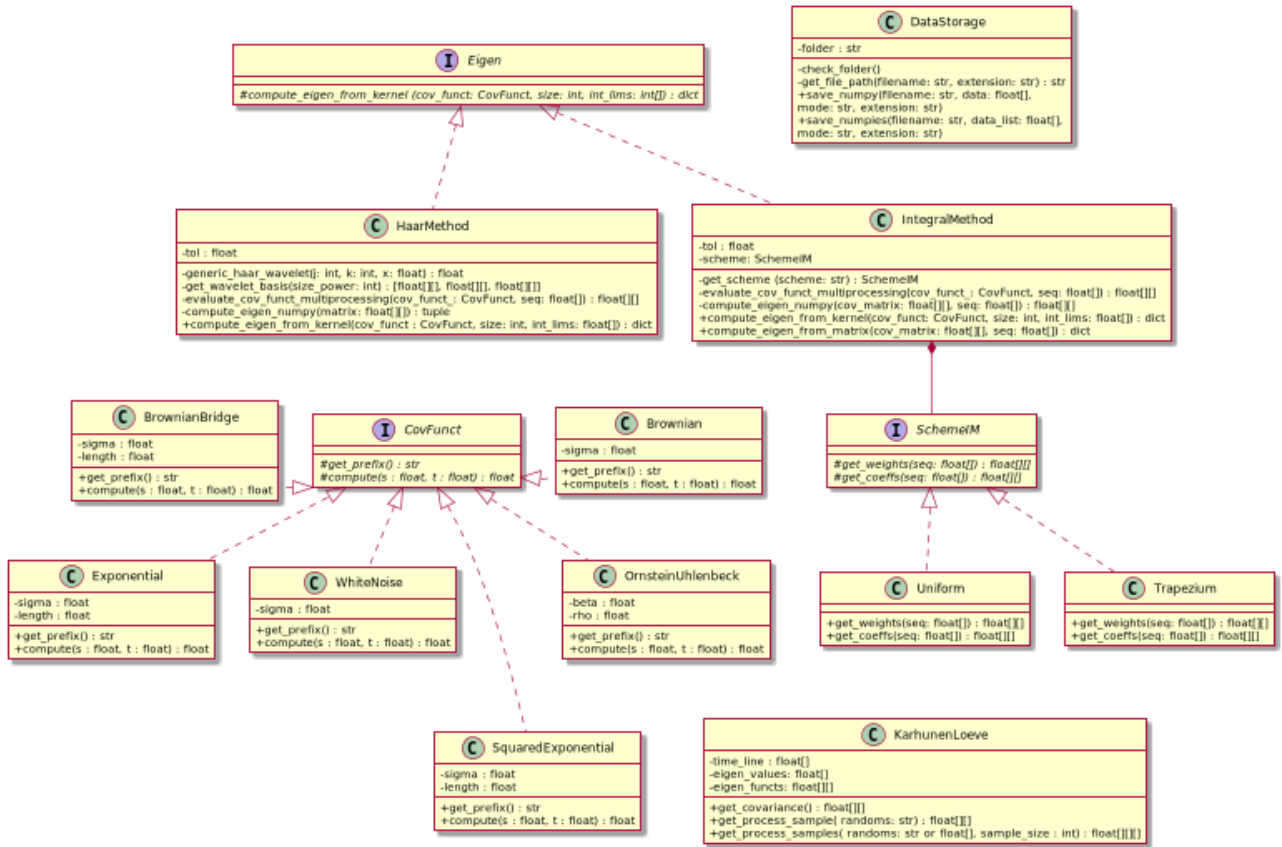 I Eigen
#compute_eigen_from_kernel (cov_funct: CovFunct, size: int, int_lims: int[]) : dict
C DataStorage
-folder : str
-check_folder()
-get_file_path(filename: str, extension: str) : str
+save_numpy(filename: str, data: float[],
mode: str, extension: str)
+save_numpies(filename: str, data_list: float[],
mode: str, extension: str)
C HaarMethod
-tol : float
-generic_haar_wavelet(j: int, k: int, x: float) : float
-get_wavelet_basis(size_power: int) : [float[][], float[][], float[][]]
-evaluate_cov_funct_multiprocessing(cov_funct_: CovFunct, seq: float[]) : float[][]
-compute_eigen_numpy(matrix: float[][]) : tuple
+compute_eigen_from_kernel(cov_funct : CovFunct, size: int, int_lims: float[]) : dict
C IntegralMethod
-tol : float
-scheme: SchemeIM
-get_scheme (scheme: str) : SchemeIM
-evaluate_cov_funct_multiprocessing(cov_funct_: CovFunct, seq: float[]) : float[][]
-compute_eigen_numpy(cov_matrix: float[][], seq: float[]) : float[][]
+compute_eigen_from_kernel(cov_funct: CovFunct, size: int, int_lims: float[]) : dict
+compute_eigen_from_matrix(cov_matrix: float[][], seq: float[]) : dict
C BrownianBridge
-sigma : float
-length : float
+get_prefix() : str
+compute(s : float, t : float) : float
I CovFunct
#get_prefix() : str
#compute(s : float, t : float) : float
C Brownian
-sigma : float
+get_prefix() : str
+compute(s : float, t : float) : float
I SchemeIM
#get_weights(seq: float[]) : float[][]
#get_coeffs(seq: float[]) : float[][]
C Exponential
-sigma : float
-length : float
+get_prefix() : str
+compute(s : float, t : float) : float
C WhiteNoise
-sigma : float
+get_prefix() : str
+compute(s : float, t : float) : float
C OrnsteinUhlenbeck
-beta : float
-rho : float
+get_prefix() : str
+compute(s : float, t : float) : float
C Uniform
+get_weights(seq: float[]) : float[][]
+get_coeffs(seq: float[]) : float[][]
C Trapezium
+get_weights(seq: float[]) : float[][]
+get_coeffs(seq: float[]) : float[][]
C SquaredExponential
-sigma : float
-length : float
+get_prefix() : str
+compute(s : float, t : float) : float
C KarhunenLoeve
-time_line : float[]
-eigen_values: float[]
-eigen_functs: float[][]
+get_covariance() : float[][]
+get_process_sample( randoms: str) : float[][]
+get_process_samples( randoms: str or float[], sample_size : int) : float[][][]